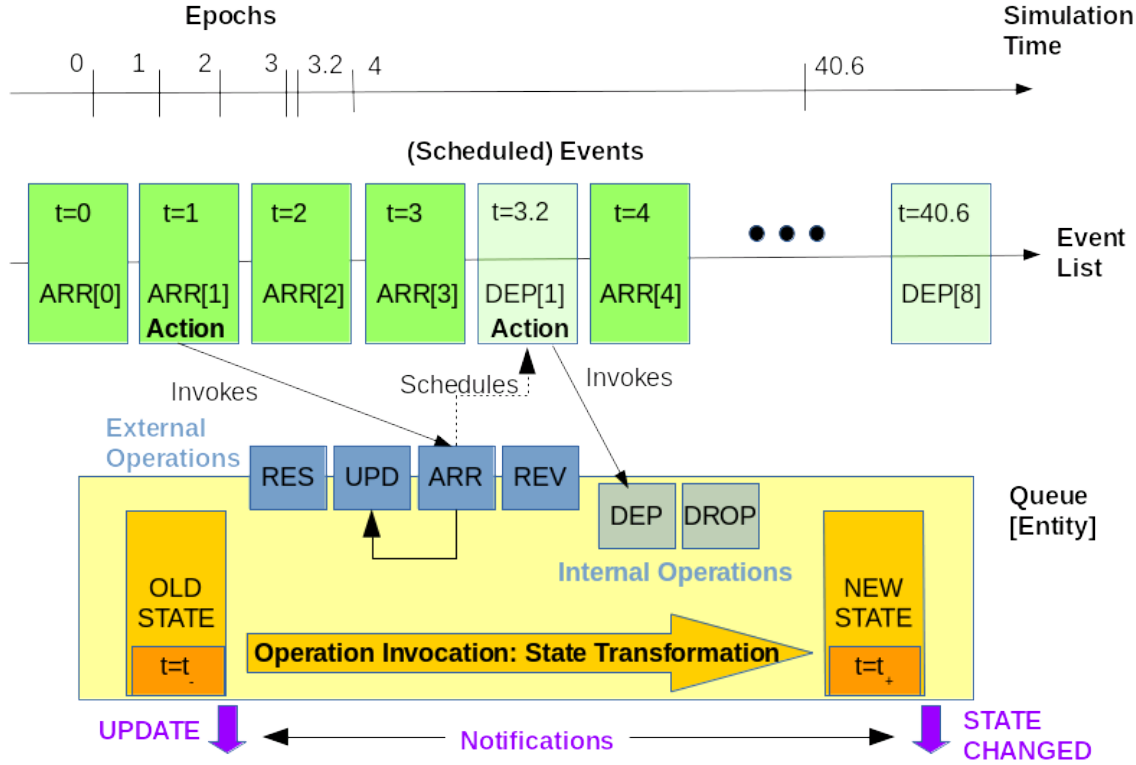 Epochs
Simulation
Time
0
1
2
3
3.2
4
40.6
(Scheduled) Events
t=0
t=1
t=2
t=3
t=3.2
t=4
t=40.6
Event
List
ARR[0]
ARR[1]
ARR[2]
ARR[3]
DEP[1]
ARR[4]
DEP[8]
Action
Action
Invokes
Schedules
Invokes
External
Operations
RES
UPD
ARR
REV
DEP
DROP
Queue
[Entity]
Internal Operations
OLD
STATE
NEW
STATE
Operation Invocation: State Transformation
t=t-
t=t+
UPDATE
Notifications
STATE
CHANGED